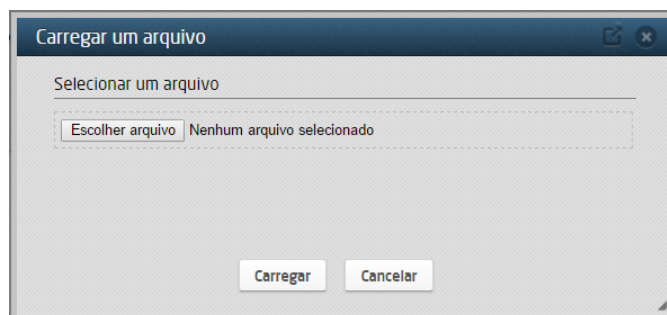 Carregar um arquivo
Selecionar um arquivo
Escolher arquivo Nenhum arquivo selecionado
Carregar Cancelar